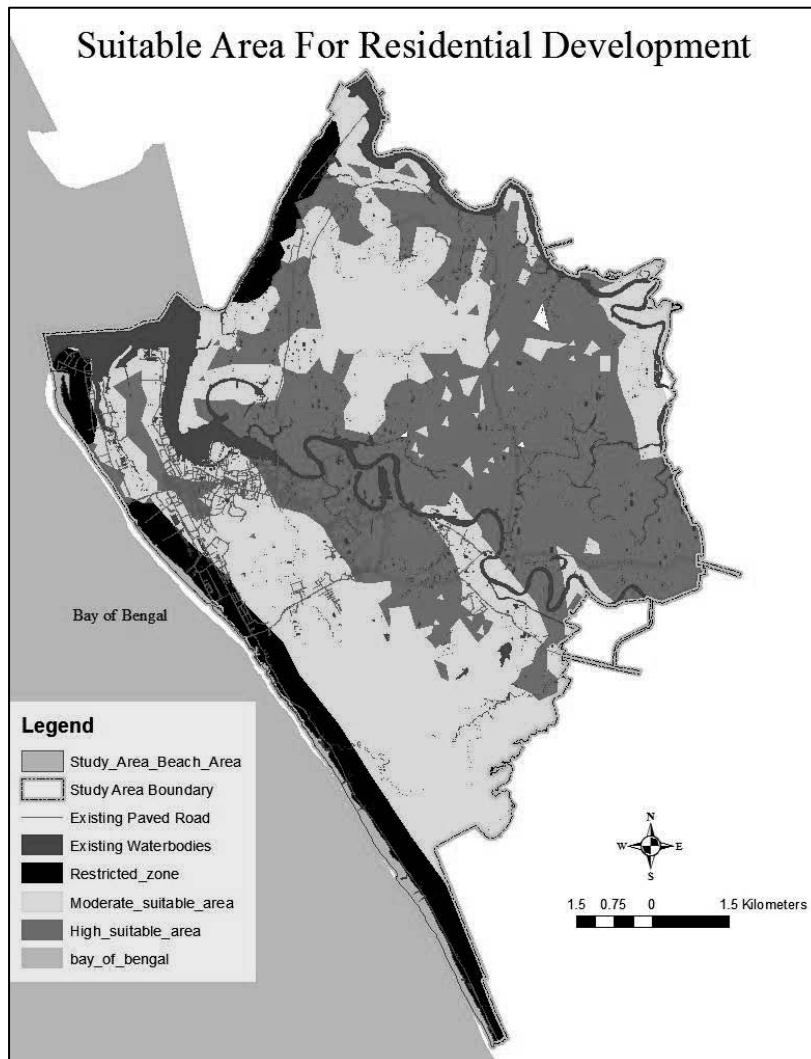 Suitable Area For Residential Development
Bay of Bengal
Legend
Study_Area_Beach_Area
Study Area Boundary
Existing Paved Road
Existing Waterbodies
Restricted_zone
Moderate_suitable_area
High_suitable_area
bay_of_bengal
N
W E
S
1.5 0.75 0 1.5 Kilometers